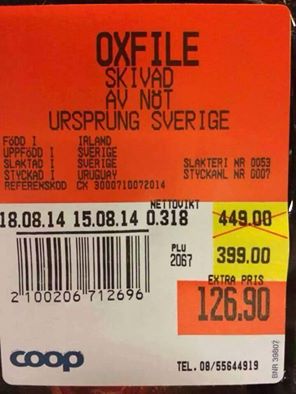 OXFILE
SKIVAD
AV NÖT
URSPRUNG SVERIGE
FÖDD I IRLAND
UPPFÖDD I SVERIGE
SLAKTAD I SVERIGE SLAKTERI NR 0053
STYCKAD I URUGUAY STYCKANL NR 0007
REFERENSKOD CK 3000710072014
NETTOVIKT
18.08.14 15.08.14 0.318 449.00
PLU
2067 399.00
EXTRA PRIS
126.90
2 100206 712696
coop
TEL. 08/55644919
BNR 39807